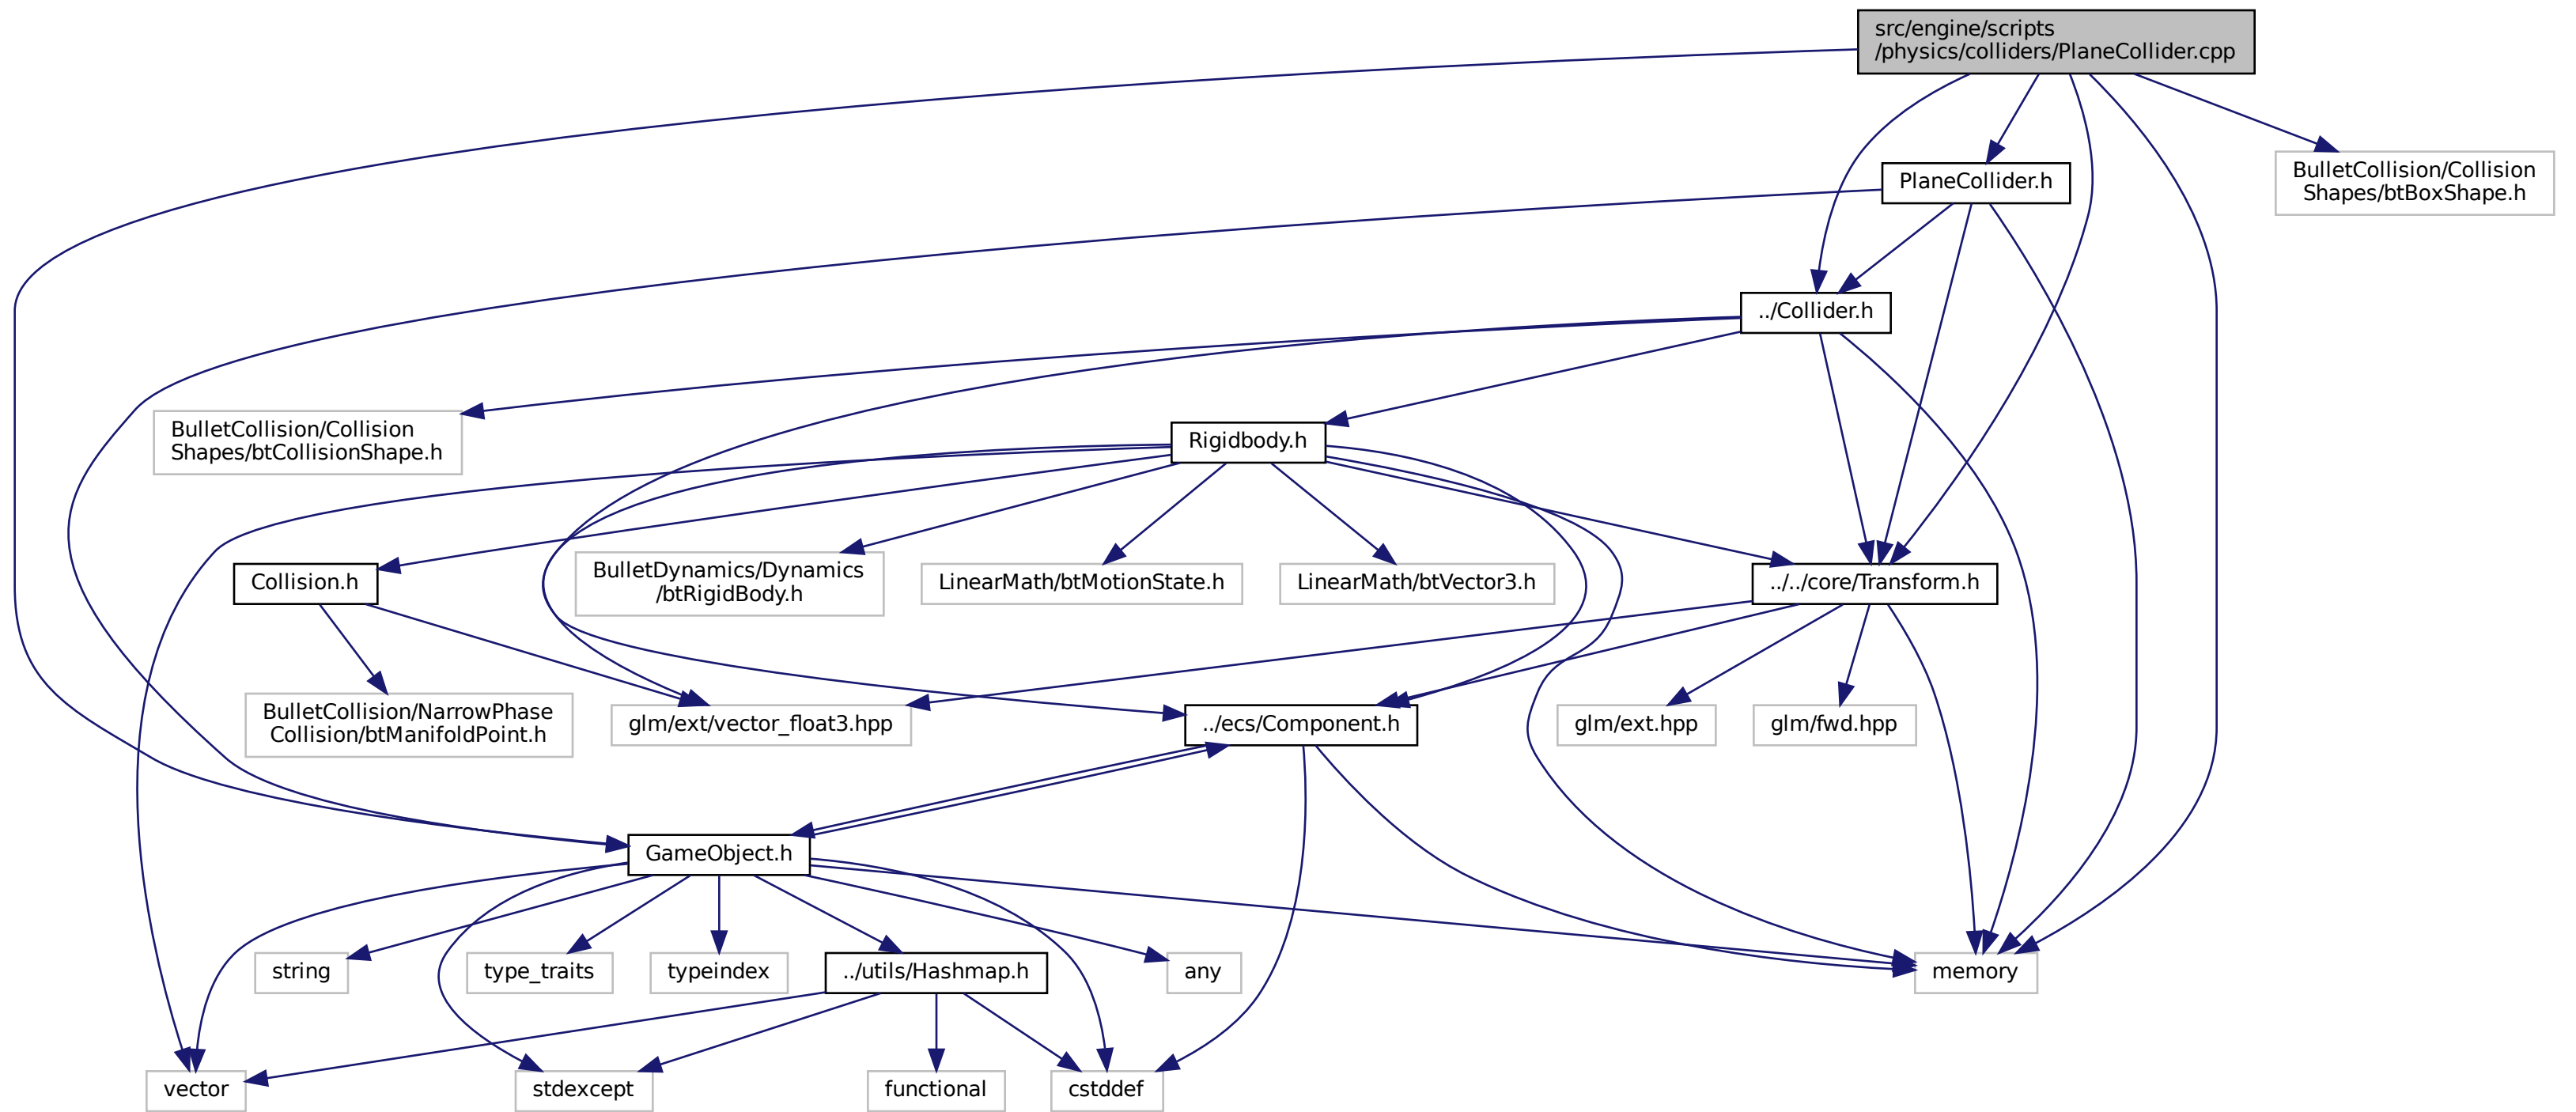 src/engine/scripts
/physics/colliders/PlaneCollider.cpp
PlaneCollider.h
BulletCollision/Collision
Shapes/btBoxShape.h
../Collider.h
BulletCollision/Collision
Shapes/btCollisionShape.h
Rigidbody.h
Collision.h
BulletDynamics/Dynamics
/btRigidBody.h
LinearMath/btMotionState.h
LinearMath/btVector3.h
../../core/Transform.h
BulletCollision/NarrowPhase
Collision/btManifoldPoint.h
glm/ext/vector_float3.hpp
../ecs/Component.h
glm/ext.hpp
glm/fwd.hpp
GameObject.h
string
type_traits
typeindex
../utils/Hashmap.h
any
memory
vector
stdexcept
functional
cstddef